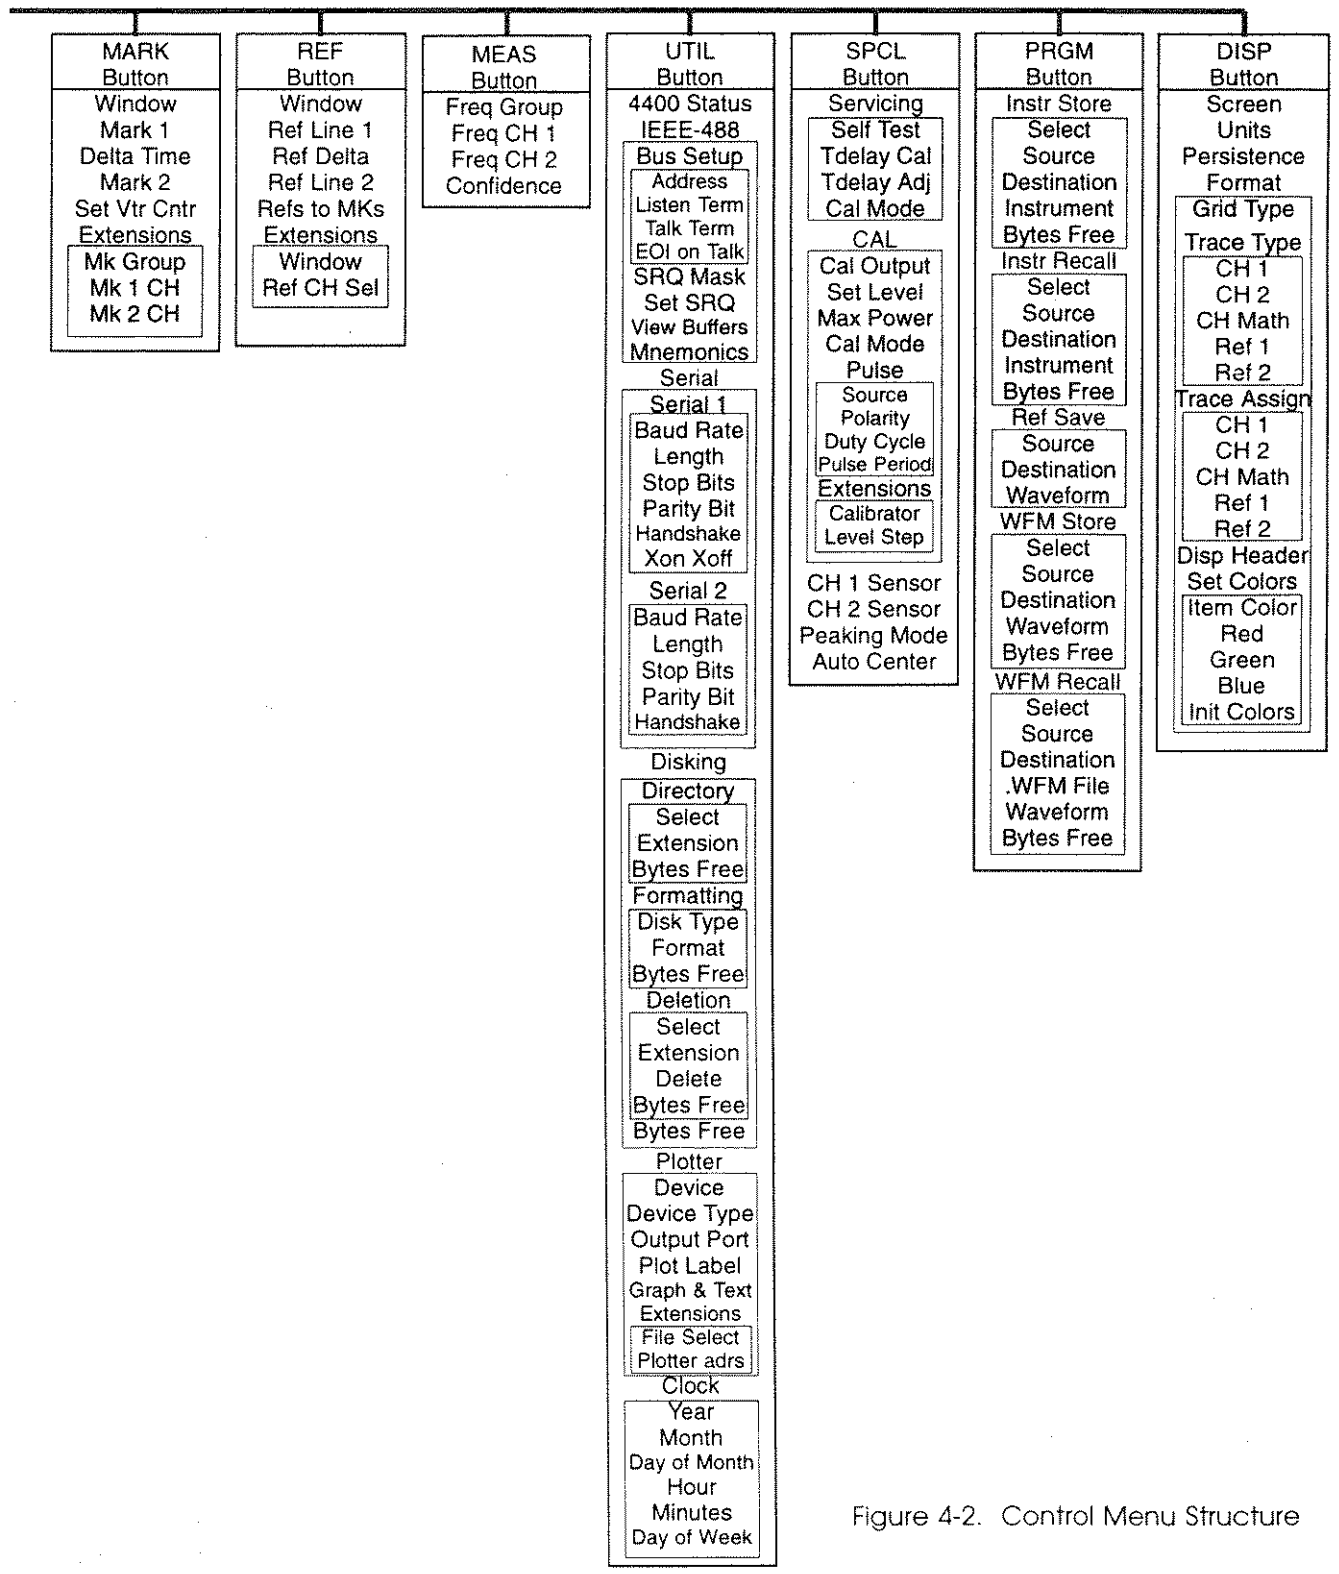 MARK
Button
Window
Mark 1
Delta Time
Mark 2
Set Vtr Cntr
Extensions
Mk Group
Mk 1 CH
Mk 2 CH
REF
Button
Window
Ref Line 1
Ref Delta
Ref Line 2
Refs to MKs
Extensions
Window
Ref CH Sel
MEAS
Button
Freq Group
Freq CH 1
Freq CH 2
Confidence
UTIL
Button
4400 Status
IEEE-488
Bus Setup
Address
Listen Term
Talk Term
EOI on Talk
SRQ Mask
Set SRQ
View Buffers
Mnemonics
Serial
Serial 1
Baud Rate
Length
Stop Bits
Parity Bit
Handshake
Xon Xoff
Serial 2
Baud Rate
Length
Stop Bits
Parity Bit
Handshake
Disking
Directory
Select
Extension
Bytes Free
Formatting
Disk Type
Format
Bytes Free
Deletion
Select
Extension
Delete
Bytes Free
Bytes Free
Plotter
Device
Device Type
Output Port
Plot Label
Graph & Text
Extensions
File Select
Plotter adrs
Clock
Year
Month
Day of Month
Hour
Minutes
Day of Week
SPCL
Button
Servicing
Self Test
Tdelay Cal
Tdelay Adj
Cal Mode
CAL
Cal Output
Set Level
Max Power
Cal Mode
Pulse
Source
Polarity
Duty Cycle
Pulse Period
Extensions
Calibrator
Level Step
CH 1 Sensor
CH 2 Sensor
Peaking Mode
Auto Center
PRGM
Button
Instr Store
Select
Source
Destination
Instrument
Bytes Free
Instr Recall
Select
Source
Destination
Instrument
Bytes Free
Ref Save
Source
Destination
Waveform
WFM Store
Select
Source
Destination
Waveform
Bytes Free
WFM Recall
Select
Source
Destination
.WFM File
Waveform
Bytes Free
DISP
Button
Screen
Units
Persistence
Format
Grid Type
Trace Type
CH 1
CH 2
CH Math
Ref 1
Ref 2
Trace Assign
CH 1
CH 2
CH Math
Ref 1
Ref 2
Disp Header
Set Colors
Item Color
Red
Green
Blue
Init Colors
Figure 4-2. Control Menu Structure